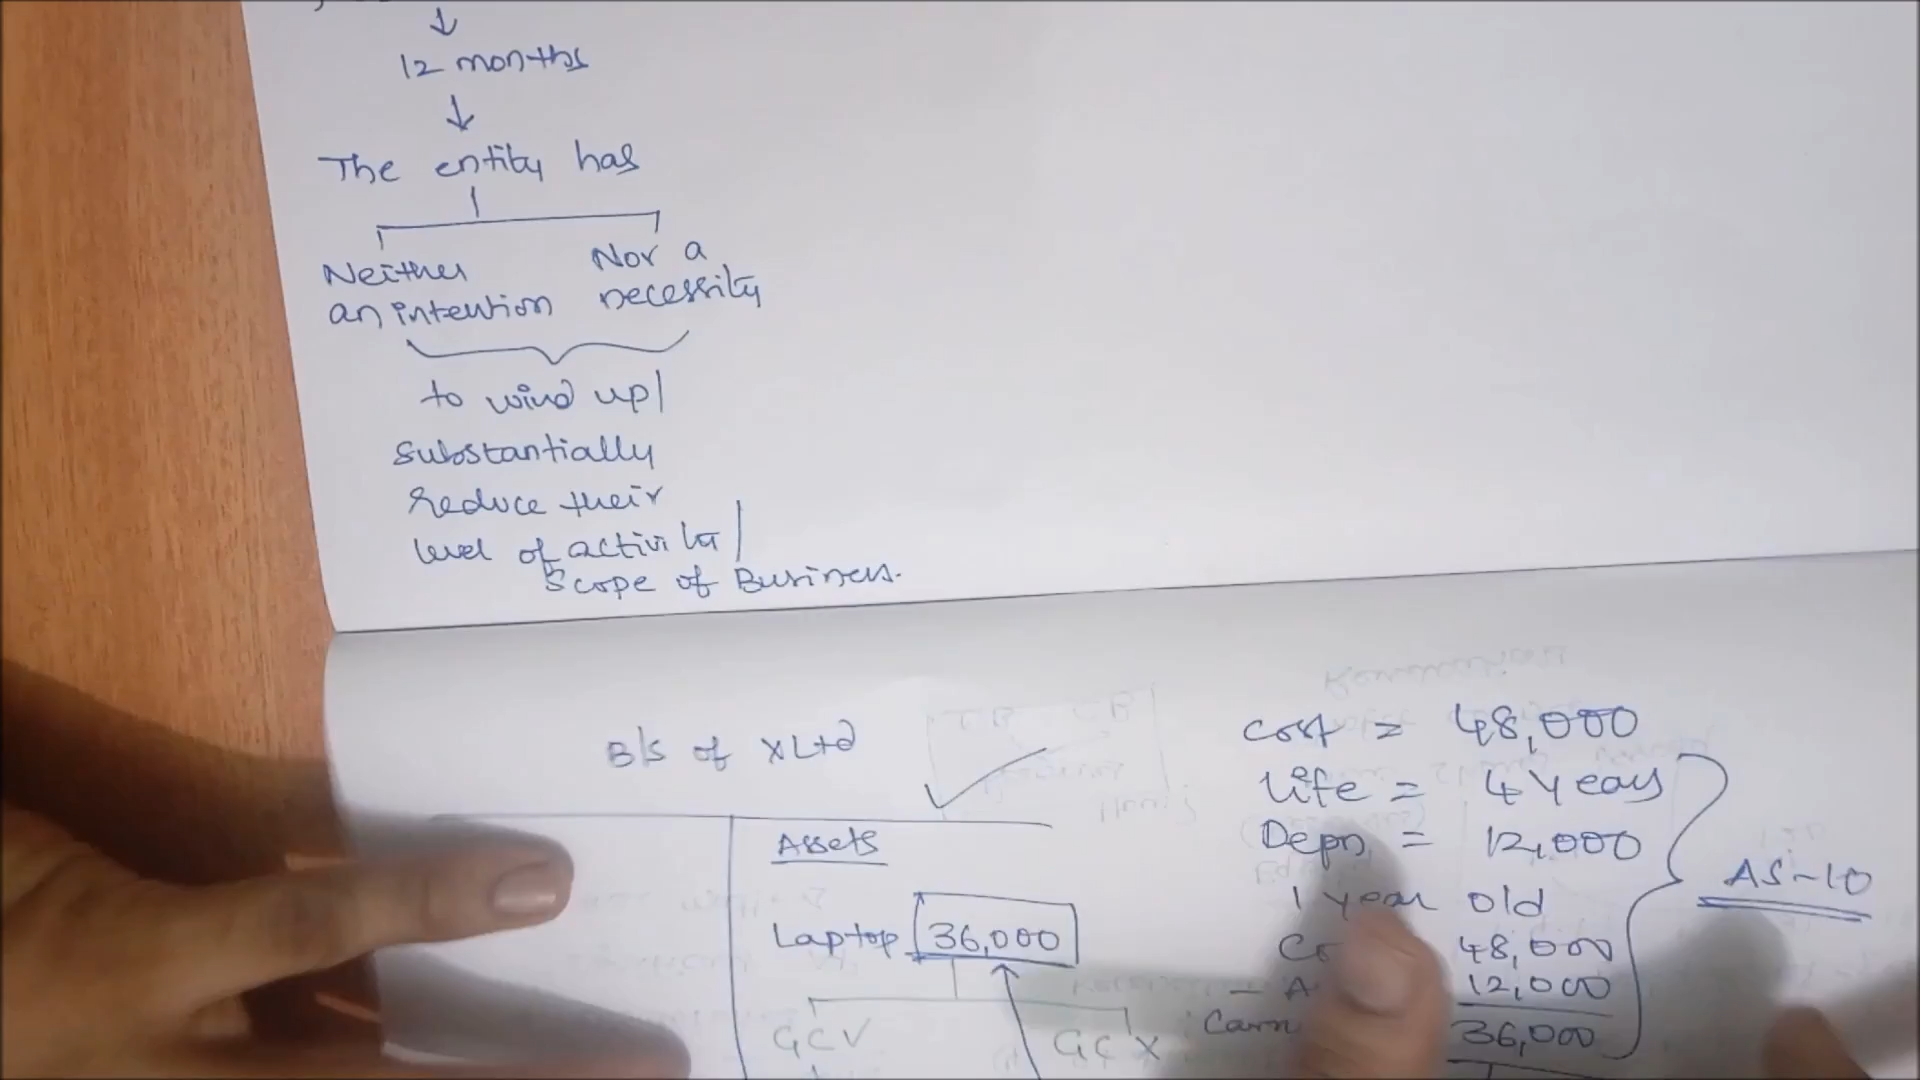 12 months
The entity has
Neither
an intention
Nor a
necessity
to wind up/
substantially
reduce their
level of activity/
Scope of Business.
B/S of X Ltd
Assets
Laptop 36,000
GC✓
GC X
Cost = 48,000
Life = 4 years
Depn = 12,000
1 year old
48,000
- A 12,000
36,000
AS-10